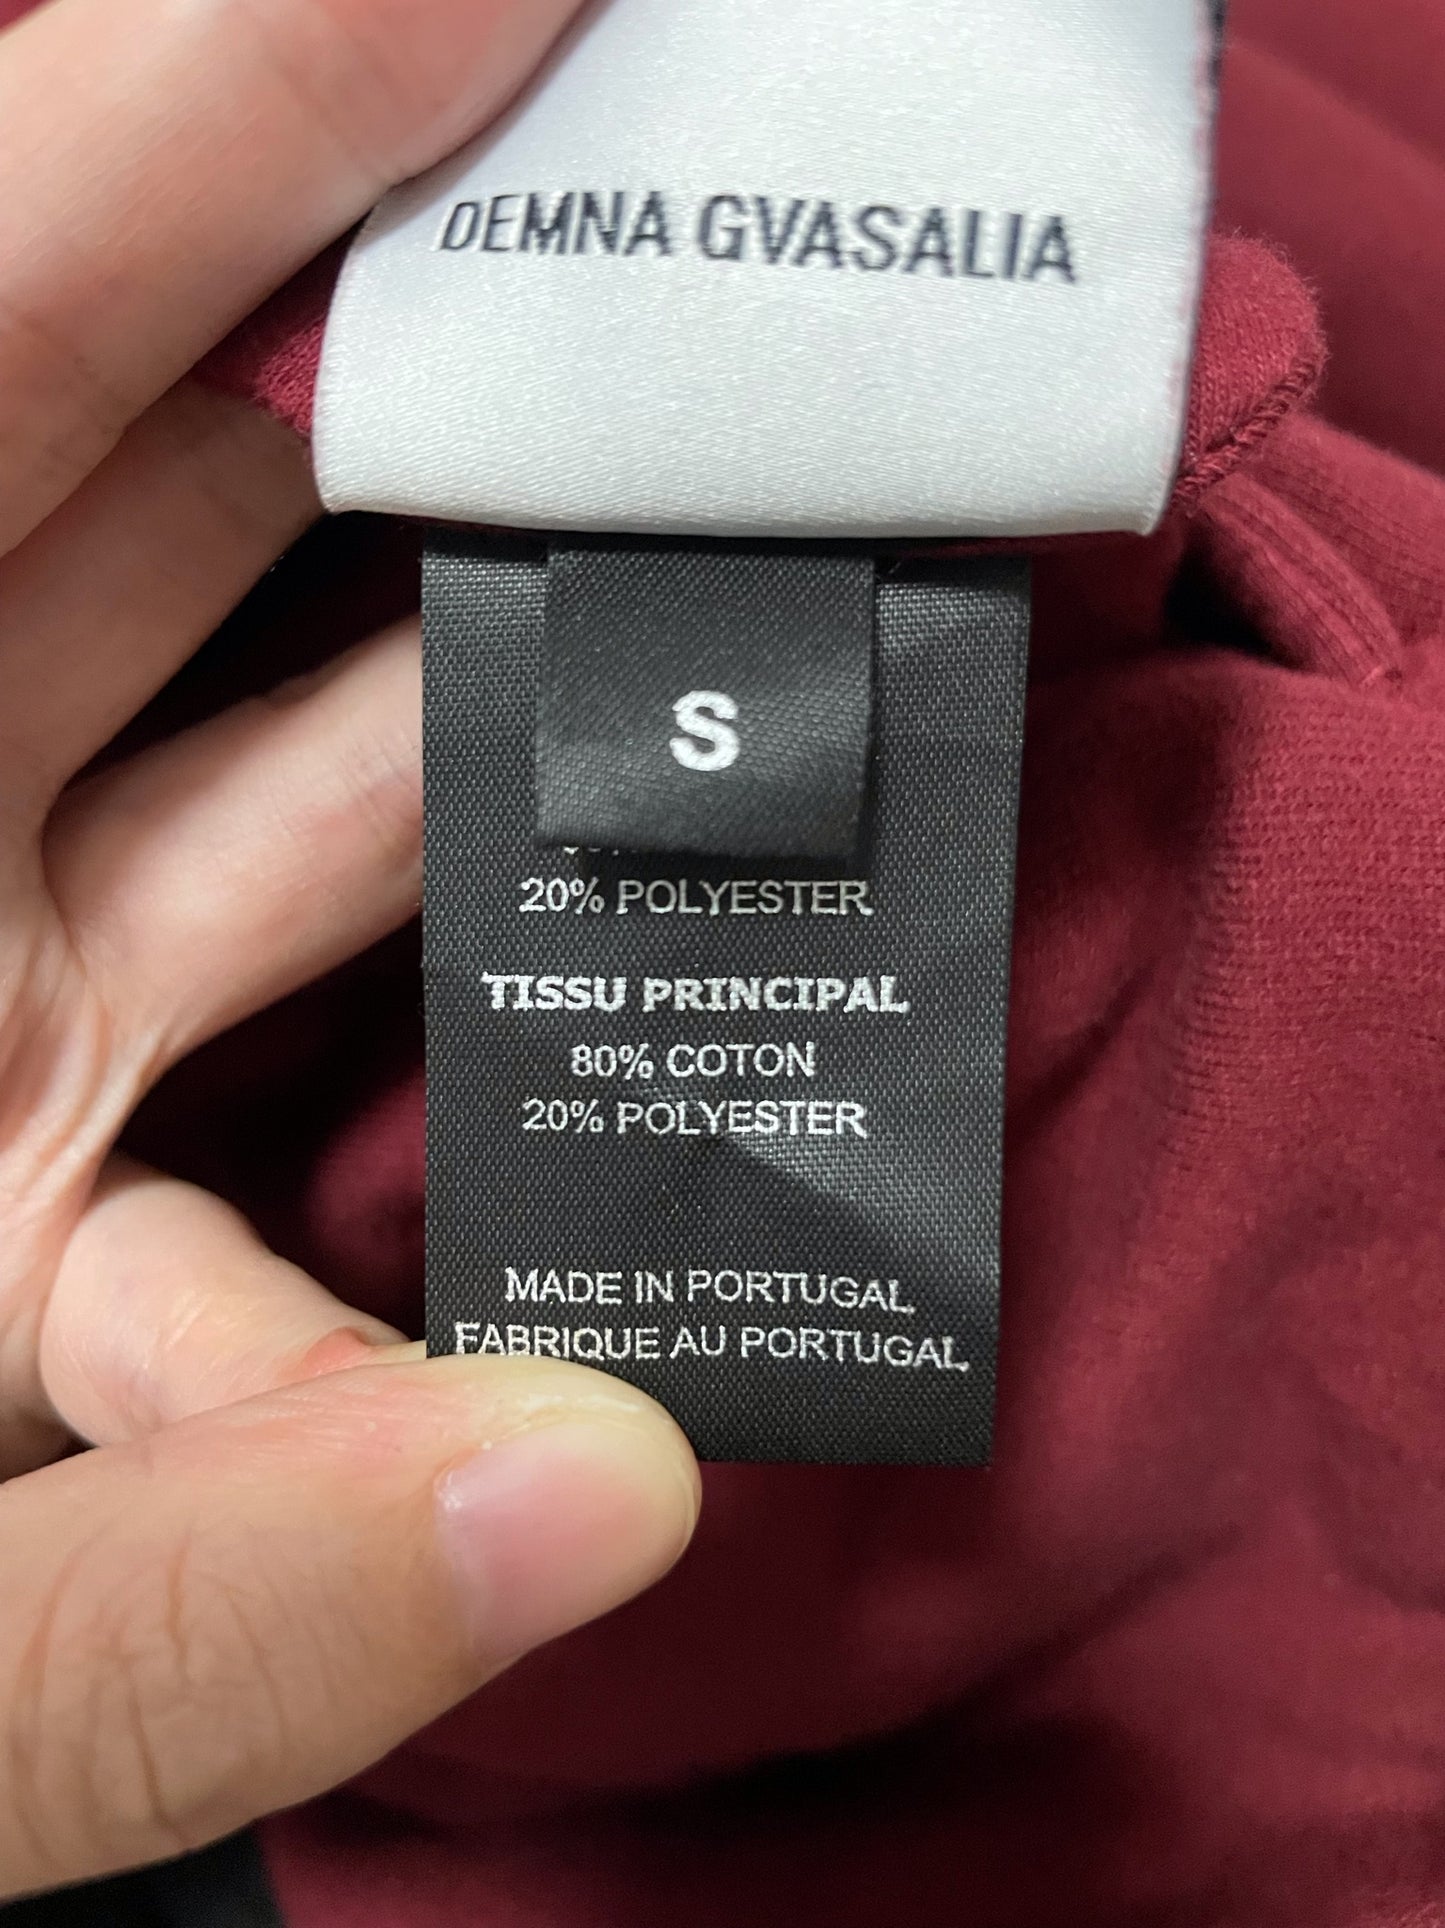 DEMNA GVASALIA
S
20% POLYESTER
TISSU PRINCIPAL
80% COTON
20% POLYESTER
MADE IN PORTUGAL
FABRIQUE AU PORTUGAL